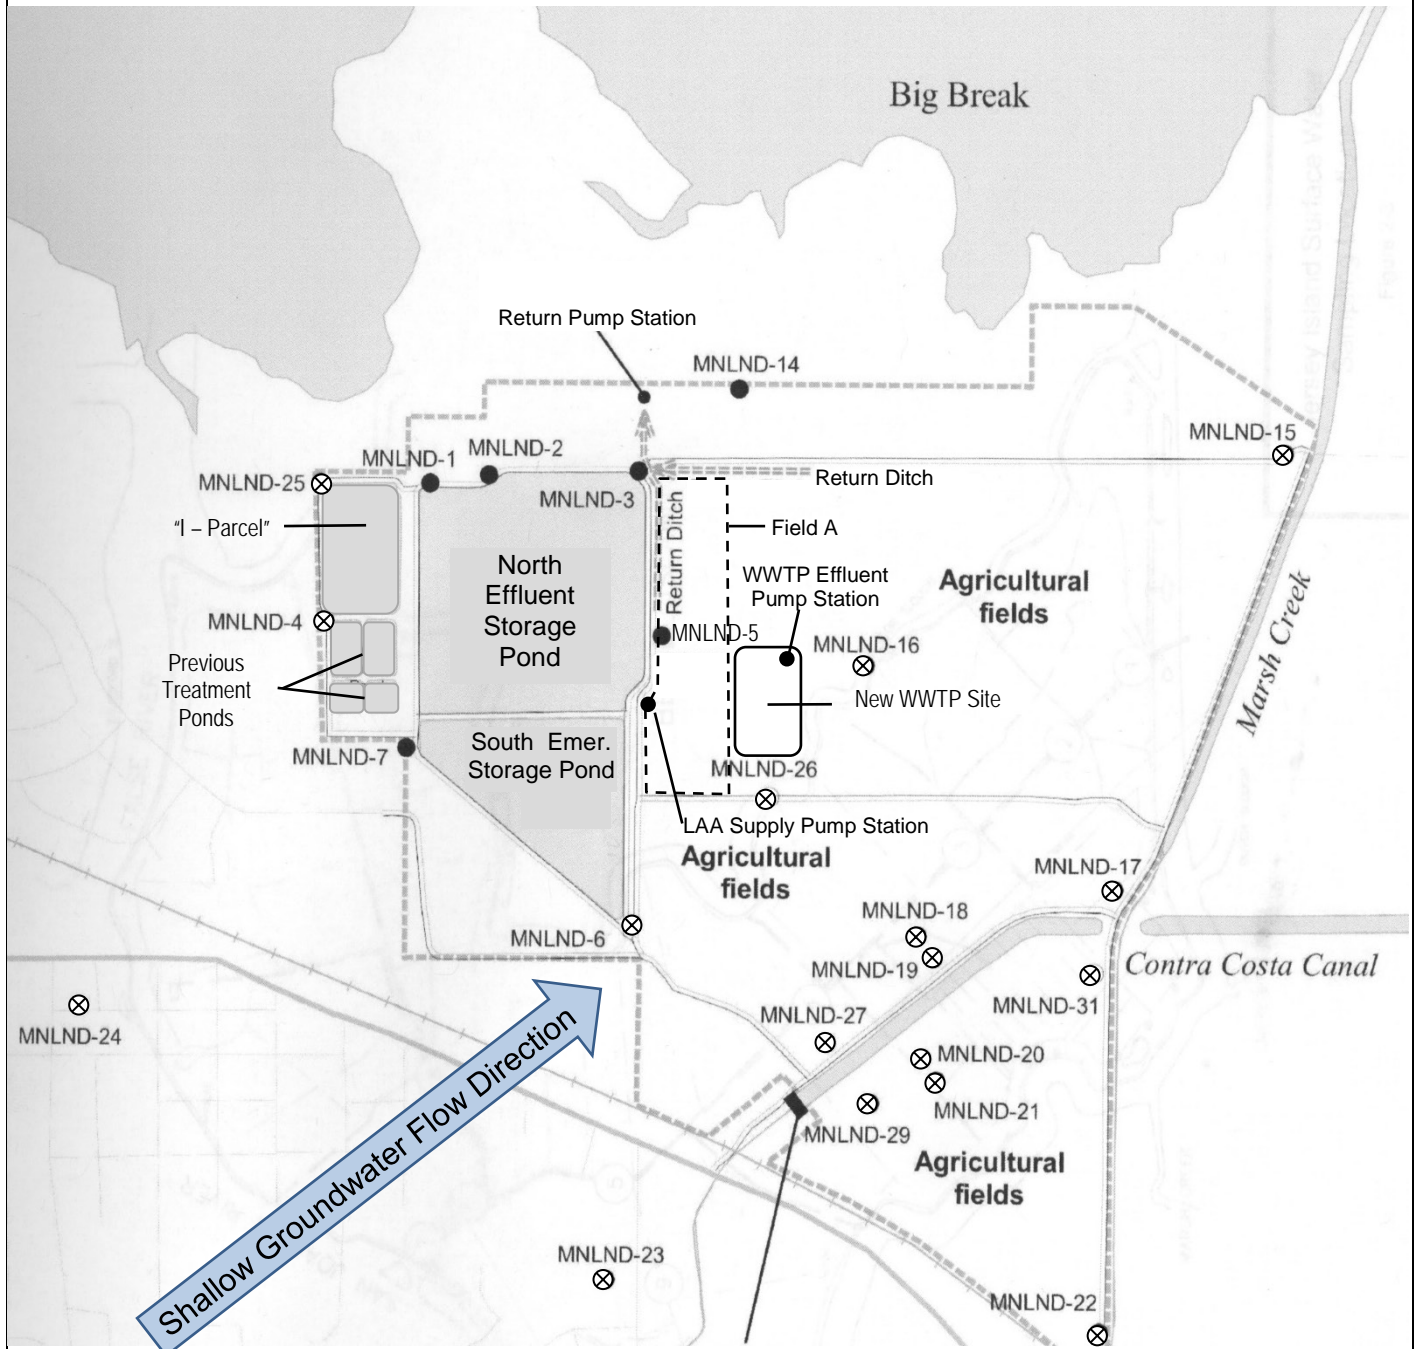 Big Break
Return Pump Station
MNLND-14
MNLND-15
MNLND-1
MNLND-2
MNLND-25
MNLND-3
Return Ditch
"I – Parcel"
Field A
Return Ditch
North
Effluent
Storage
Pond
WWTP Effluent
Pump Station
Agricultural
fields
MNLND-4
MNLND-5
MNLND-16
Marsh Creek
Previous
Treatment
Ponds
New WWTP Site
MNLND-7
South Emer.
Storage Pond
MNLND-26
LAA Supply Pump Station
Agricultural
fields
MNLND-17
MNLND-18
MNLND-6
MNLND-19
Contra Costa Canal
MNLND-31
MNLND-24
MNLND-27
MNLND-20
MNLND-21
MNLND-29
Agricultural
fields
Shallow Groundwater Flow Direction
MNLND-23
MNLND-22